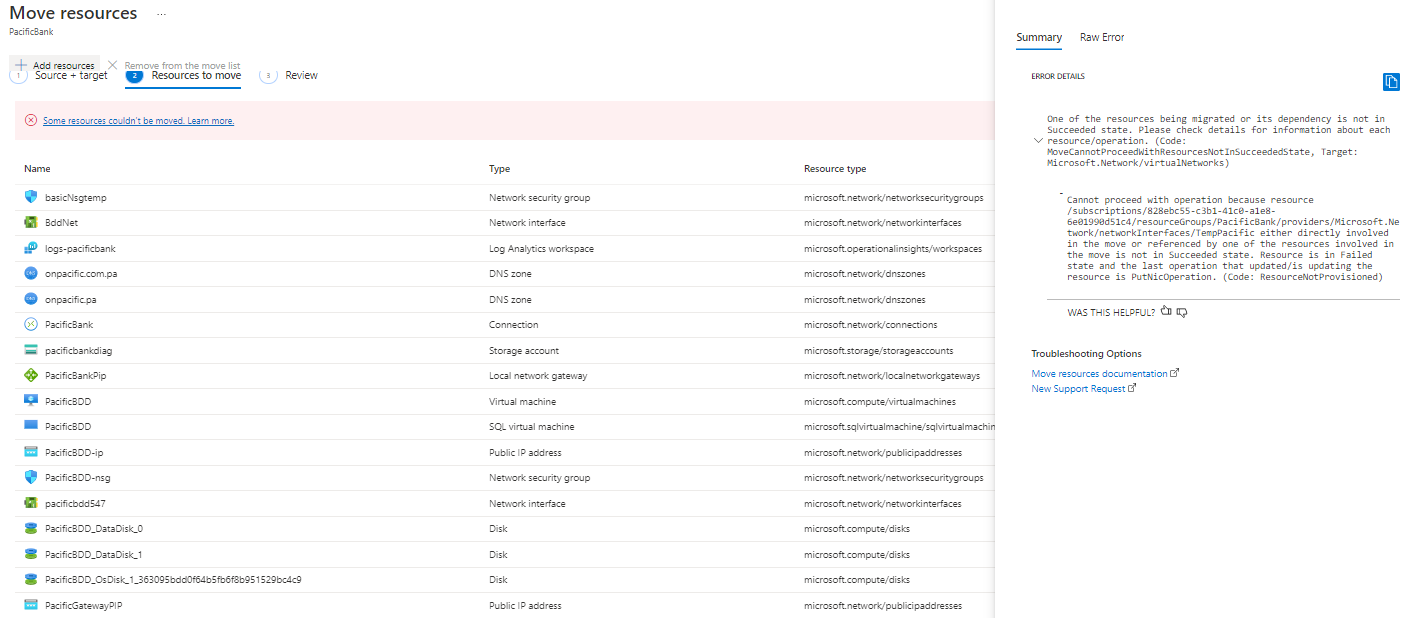 Move resources ...
PacificBank
Add resources
Remove from the move list
1 Source + target
2 Resources to move
3 Review
Some resources couldn't be moved. Learn more.
Name Type Resource type
basicNsgtemp Network security group microsoft.network/networksecuritygroups
BddNet Network interface microsoft.network/networkinterfaces
logs-pacificbank Log Analytics workspace microsoft.operationalinsights/workspaces
onpacific.com.pa DNS zone microsoft.network/dnszones
onpacific.pa DNS zone microsoft.network/dnszones
PacificBank Connection microsoft.network/connections
pacificbankdiag Storage account microsoft.storage/storageaccounts
PacificBankPip Local network gateway microsoft.network/localnetworkgateways
PacificBDD Virtual machine microsoft.compute/virtualmachines
PacificBDD SQL virtual machine microsoft.sqlvirtualmachine/sqlvirtualmachin
PacificBDD-ip Public IP address microsoft.network/publicipaddresses
PacificBDD-nsg Network security group microsoft.network/networksecuritygroups
pacificbdd547 Network interface microsoft.network/networkinterfaces
PacificBDD_DataDisk_0 Disk microsoft.compute/disks
PacificBDD_DataDisk_1 Disk microsoft.compute/disks
PacificBDD_OsDisk_1_363095bdd0f64b5fb6f8b951529bc4c9 Disk microsoft.compute/disks
PacificGatewayPIP Public IP address microsoft.network/publicipaddresses
Summary Raw Error
ERROR DETAILS
One of the resources being migrated or its dependency is not in
Succeeded state. Please check details for information about each
resource/operation. (Code:
MoveCannotProceedWithResourcesNotInSucceededState, Target:
Microsoft.Network/virtualNetworks)
-
Cannot proceed with operation because resource
/subscriptions/828ebc55-c3b1-41c0-a1e8-
6e01990d51c4/resourceGroups/PacificBank/providers/Microsoft.Ne
twork/networkInterfaces/TempPacific either directly involved
in the move or referenced by one of the resources involved in
the move is not in Succeeded state. Resource is in Failed
state and the last operation that updated/is updating the
resource is PutNicOperation. (Code: ResourceNotProvisioned)
WAS THIS HELPFUL?
Troubleshooting Options
Move resources documentation
New Support Request